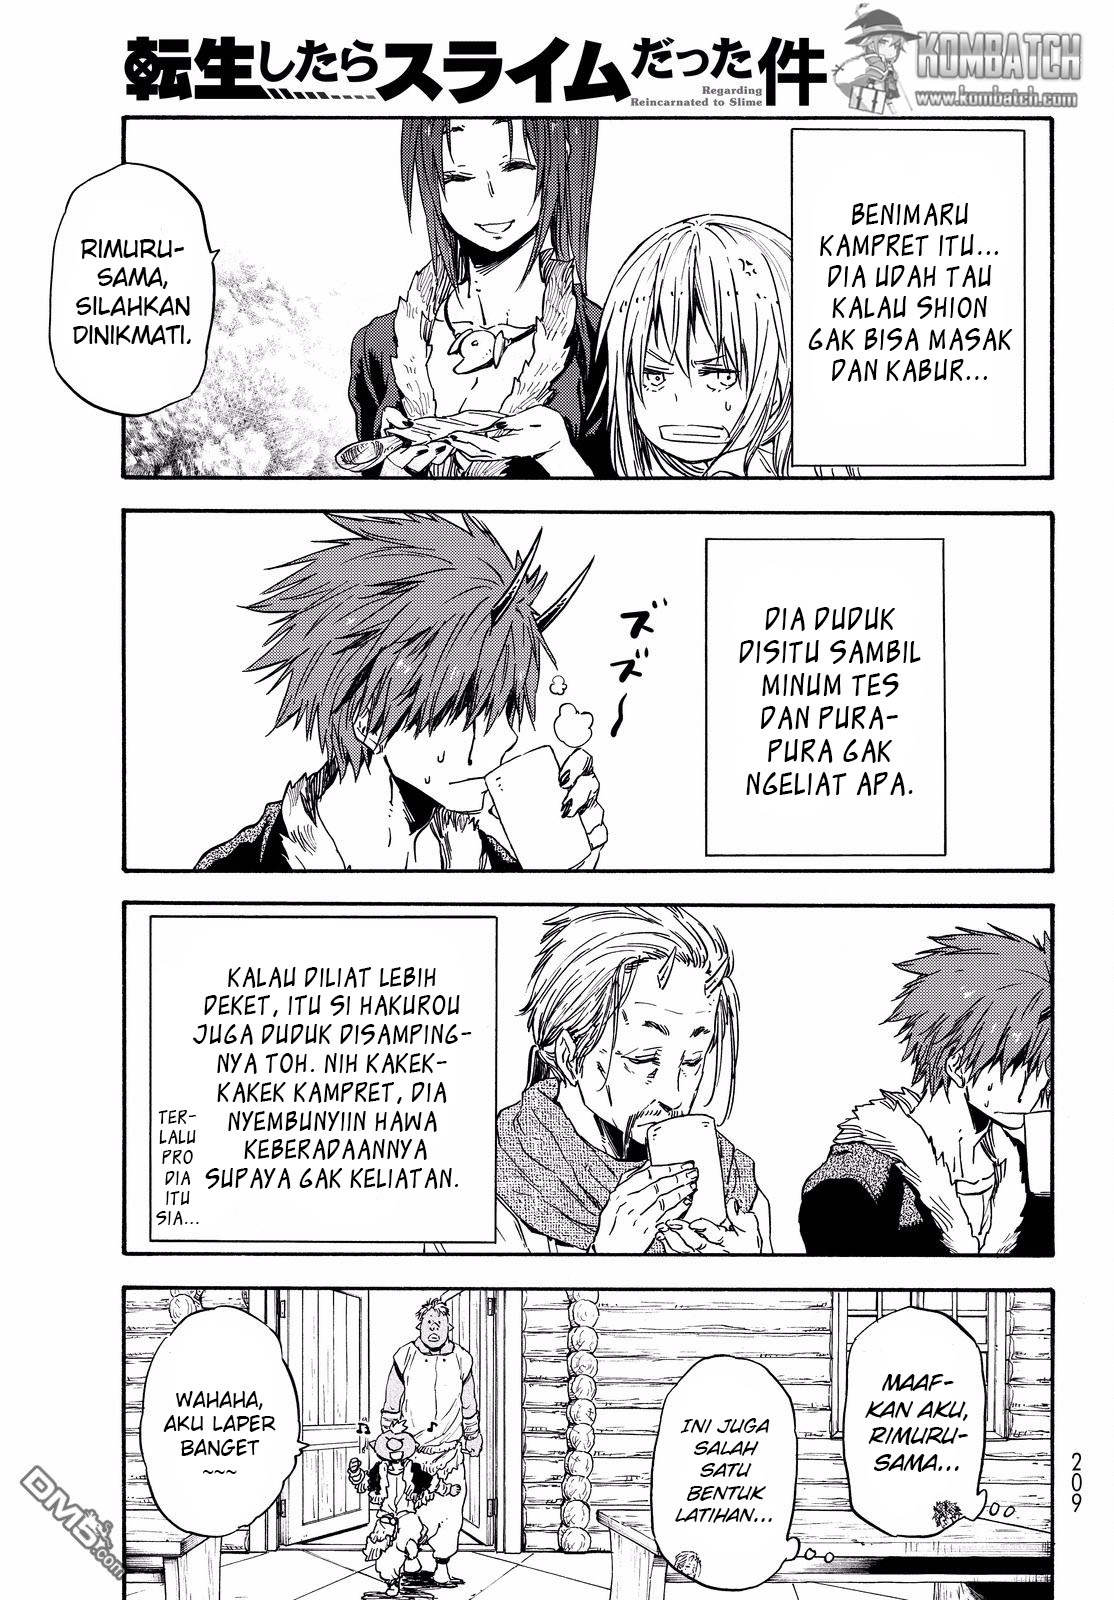 転生したらスライムだった件
Regarding
Reincarnated to Slime
KOMBATCH
www.kombatch.com
BENIMARU
KAMPRET ITU...
DIA UDAH TAU
KALAU SHION
GAK BISA MASAK
DAN KABUR...
RIMURU-
SAMA,
SILAHKAN
DINIKMATI.
DIA DUDUK
DISITU SAMBIL
MINUM TES
DAN PURA-
PURA GAK
NGELIAT APA.
ズズ~
KALAU DILIAT LEBIH
DEKET, ITU SI HAKUROU
JUGA DUDUK DISAMPING-
NYA TOH. NIH KAKEK-
KAKEK KAMPRET, DIA
NYEMBUNYIIN HAWA
KEBERADAANNYA
SUPAYA GAK KELIATAN.
TER-
LALU
PRO
DIA
ITU
SIA...
MAAF-
KAN AKU,
RIMURU-
SAMA...
INI JUGA
SALAH
SATU
BENTUK
LATIHAN...
WAHAHA,
AKU LAPER
BANGET
~~~
209
DM5.com